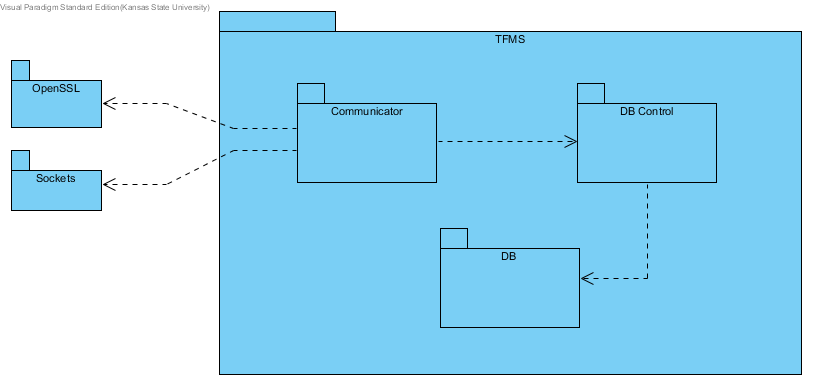 Visual Paradigm Standard Edition(Kansas State University)
TFMS
OpenSSL
Communicator
DB Control
Sockets
DB